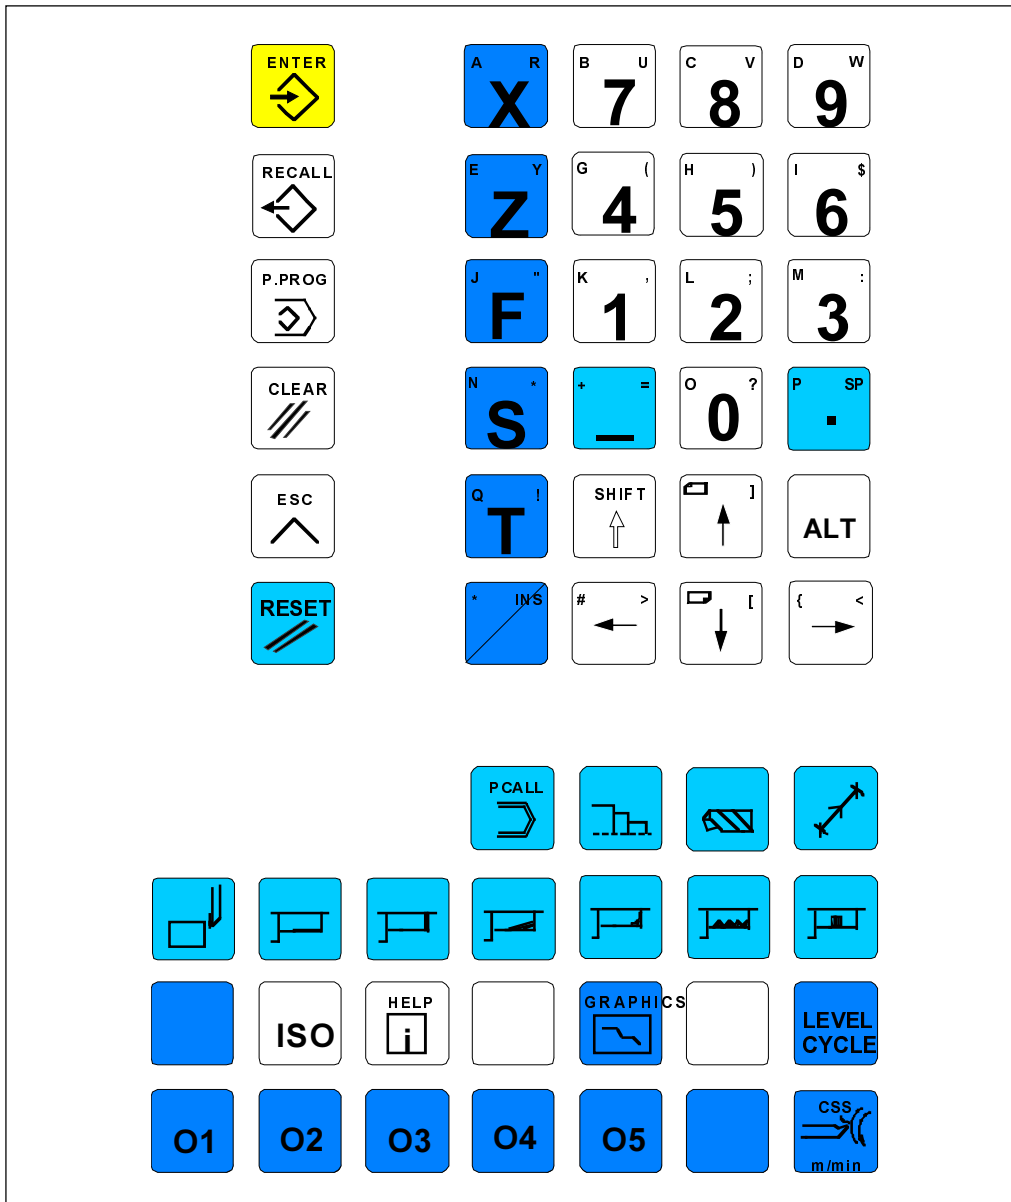 ENTER
A R B U C V D W
X 7 8 9
RECALL
E Y G ( H ) I $
Z 4 5 6
P.PROG
J " K , L ; M :
F 1 2 3
CLEAR
N * + = O ? P SP
S _ 0 .
ESC
Q ! SHIFT ]
T ALT
RESET
* INS # > [ { <
PCALL
ISO
HELP
i
GRAPHICS
LEVEL
CYCLE
O1 O2 O3 O4 O5
CSS
m/min